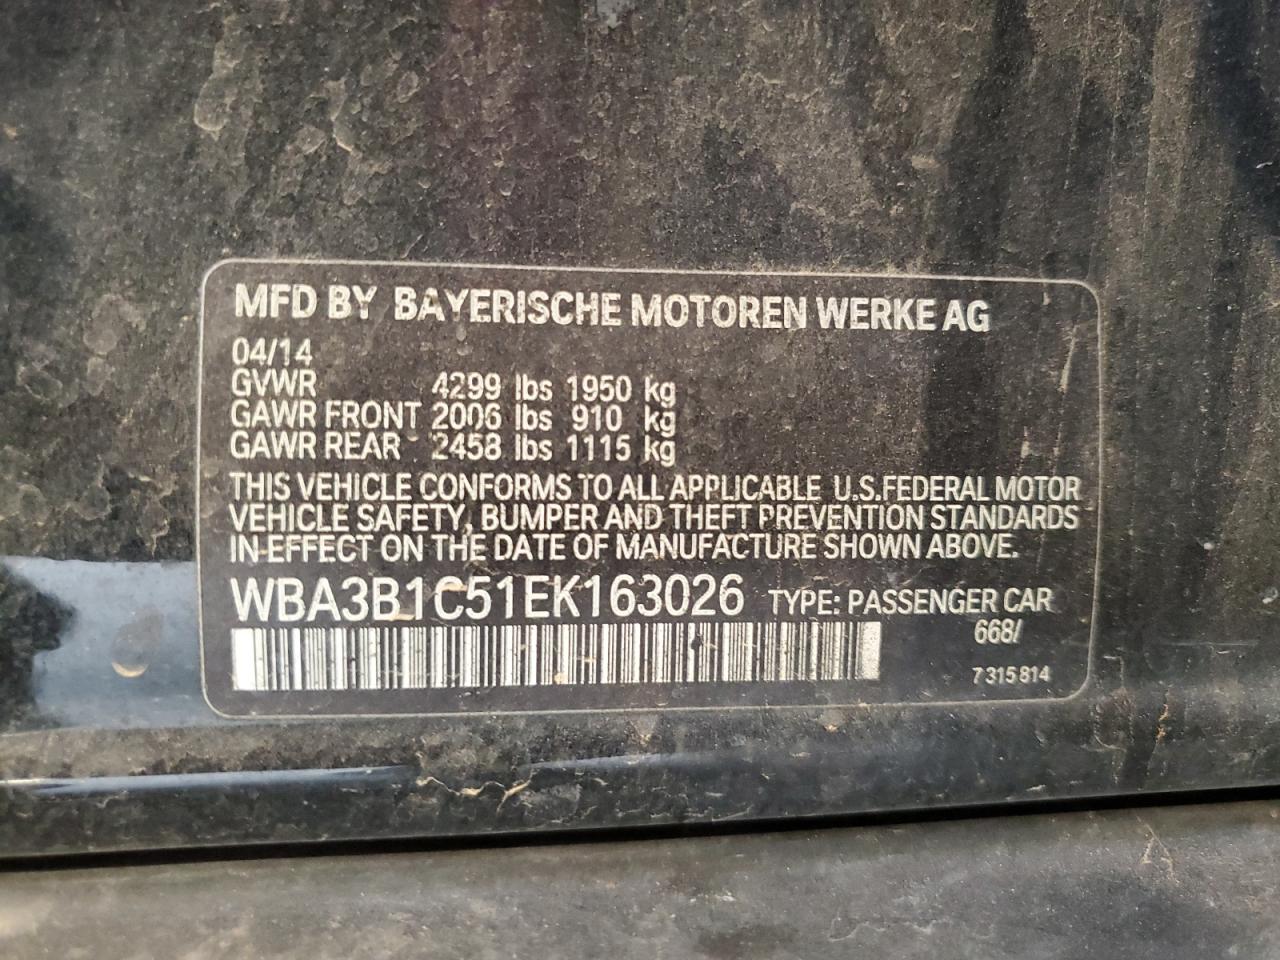 MFD BY BAYERISCHE MOTOREN WERKE AG
04/14
GVWR 4299 lbs 1950 kg
GAWR FRONT 2006 lbs 910 kg
GAWR REAR 2458 lbs 1115 kg
THIS VEHICLE CONFORMS TO ALL APPLICABLE U.S.FEDERAL MOTOR
VEHICLE SAFETY, BUMPER AND THEFT PREVENTION STANDARDS
IN EFFECT ON THE DATE OF MANUFACTURE SHOWN ABOVE.
WBA3B1C51EK163026 TYPE: PASSENGER CAR
668/
7 315 814